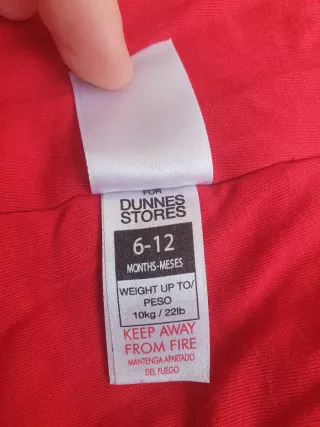 FOR
DUNNES
STORES
6-12
MONTHS-MESES
WEIGHT UP TO/
PESO
10kg / 22lb
KEEP AWAY
FROM FIRE
MANTENGA APARTADO
DEL FUEGO